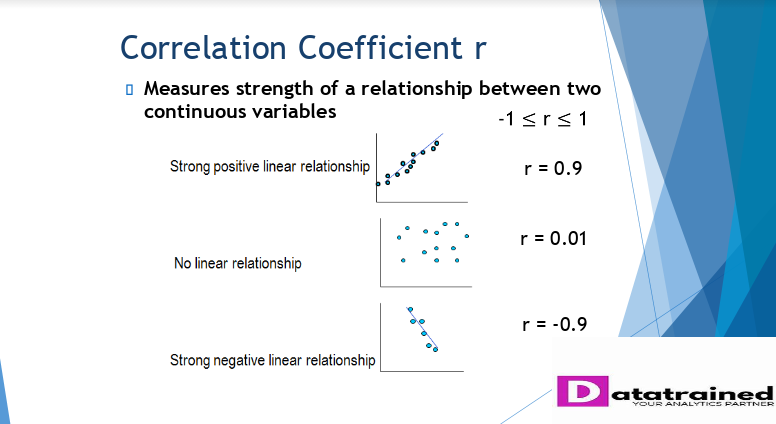 Correlation Coefficient r
Measures strength of a relationship between two
continuous variables
-1 ≤ r ≤ 1
Strong positive linear relationship
r = 0.9
No linear relationship
r = 0.01
Strong negative linear relationship
r = -0.9
Datatrained
YOUR ANALYTICS PARTNER